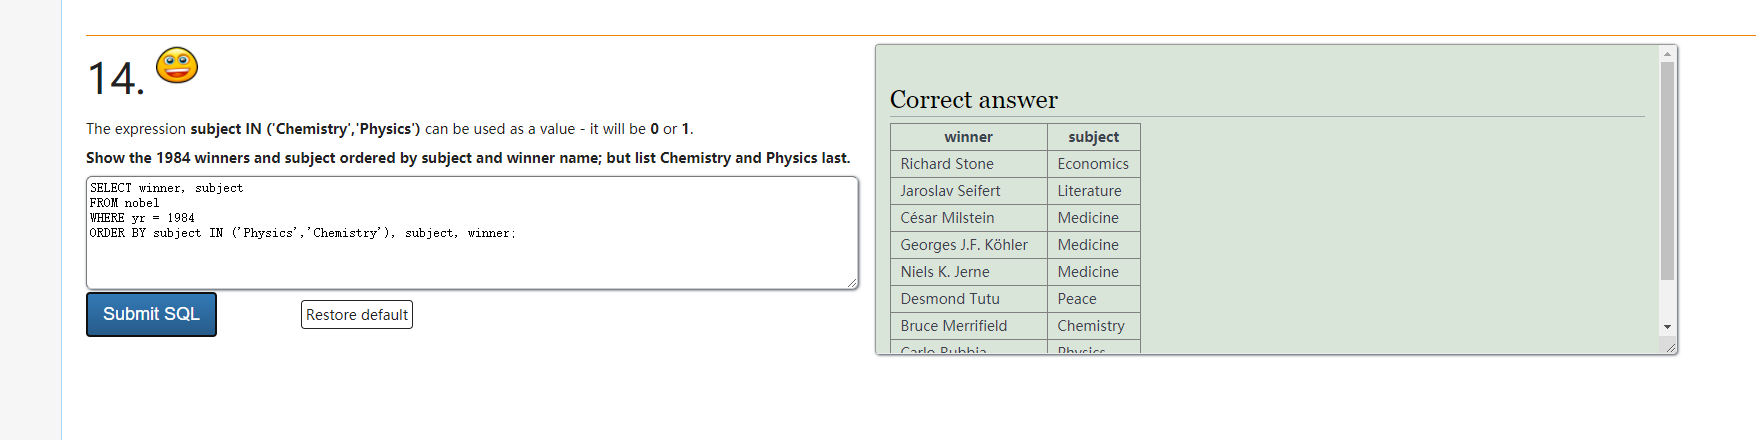 14.
The expression subject IN ('Chemistry','Physics') can be used as a value - it will be 0 or 1.
Show the 1984 winners and subject ordered by subject and winner name; but list Chemistry and Physics last.
SELECT winner, subject
FROM nobel
WHERE yr = 1984
ORDER BY subject IN ('Physics','Chemistry'), subject, winner;
Submit SQL
Restore default
Correct answer
winner subject
Richard Stone Economics
Jaroslav Seifert Literature
César Milstein Medicine
Georges J.F. Köhler Medicine
Niels K. Jerne Medicine
Desmond Tutu Peace
Bruce Merrifield Chemistry
Carlo Rubbia Physics